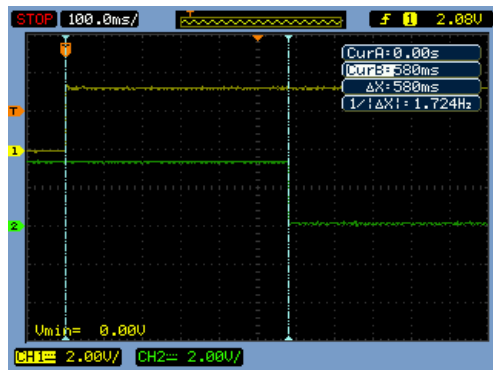 STOP 100.0ms/ T f 1 2.08V
T
CurA:0.00s
CurB:580ms
ΔX:580ms
1/|ΔX|:1.724Hz
T
1
2
Vmin= 0.00V
CH1 2.00V/ CH2 2.00V/